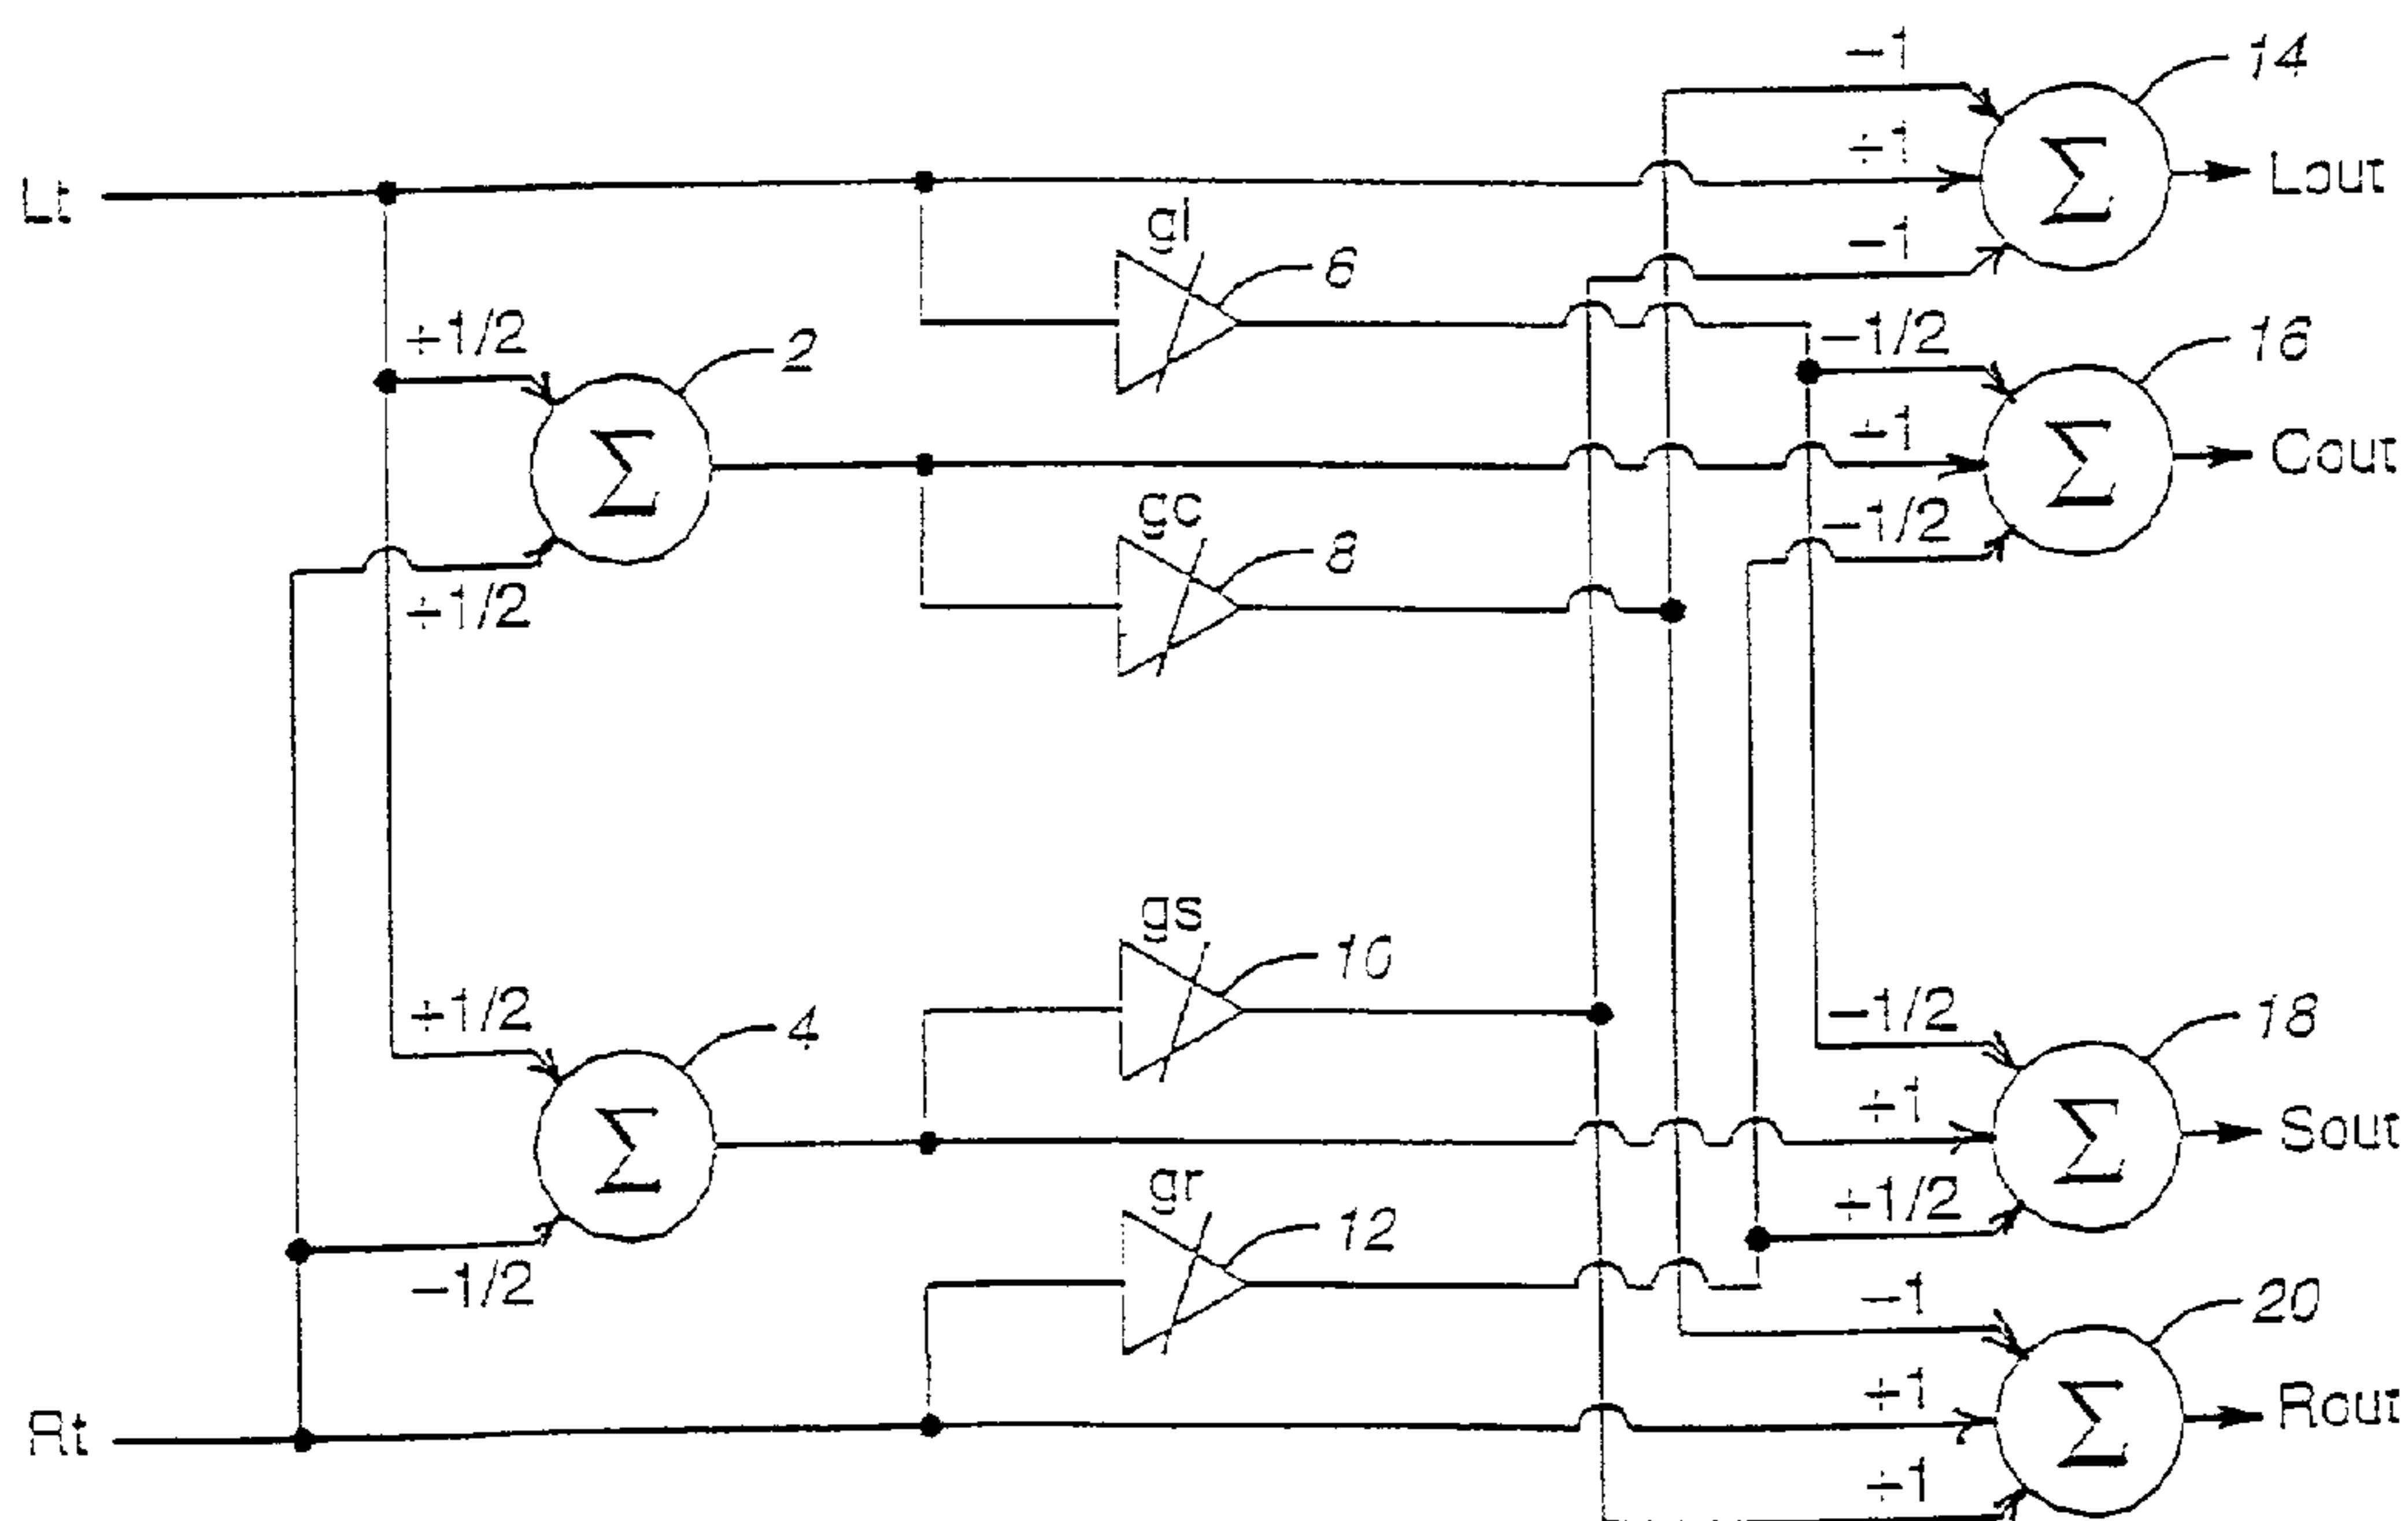 -1
14
+1
Lt
Lout
-1
gl
6
+1/2
2
-1/2
16
+1
Cout
gc
-1/2
8
+1/2
gs
10
+1/2
4
-1/2
18
+1
Sout
gr
+1/2
12
-1/2
-1
20
+1
Rt
Rout
+1
Σ
Σ
Σ
Σ
Σ
Σ